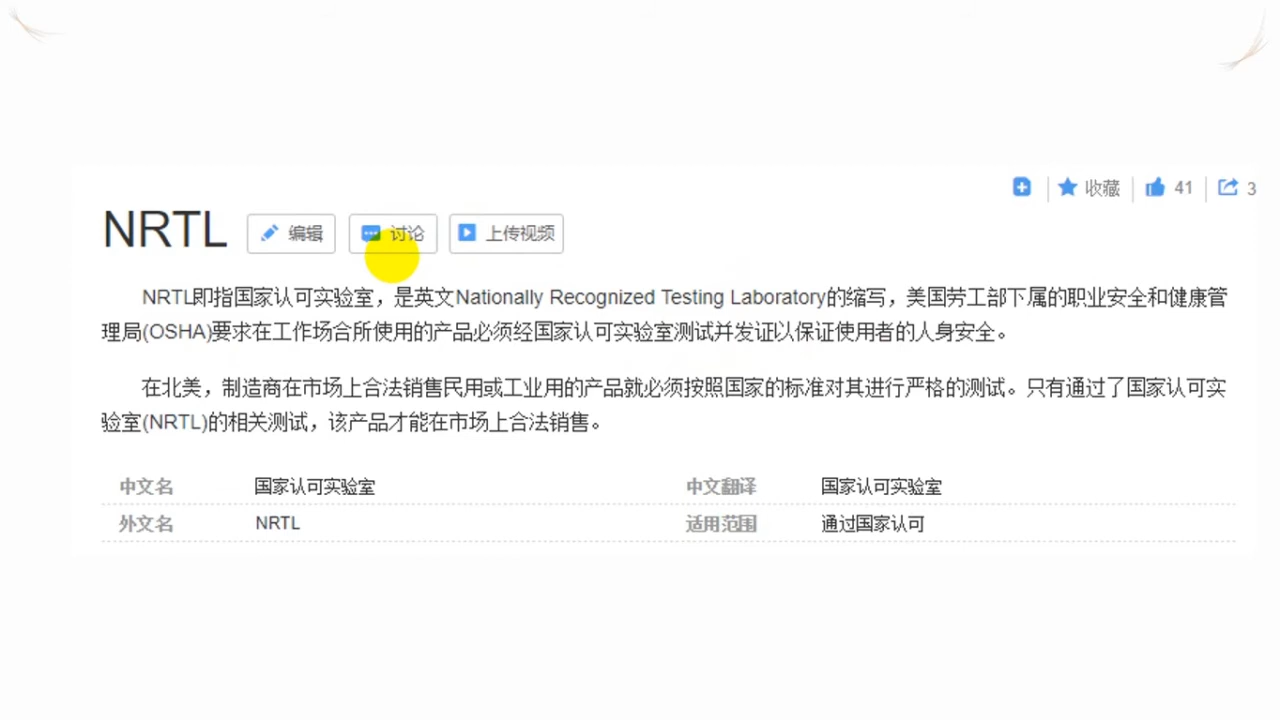 收藏 41 3
NRTL 编辑 讨论 上传视频
NRTL即指国家认可实验室，是英文Nationally Recognized Testing Laboratory的缩写，美国劳工部下属的职业安全和健康管
理局(OSHA)要求在工作场合所使用的产品必须经国家认可实验室测试并发证以保证使用者的人身安全。
在北美，制造商在市场上合法销售民用或工业用的产品就必须按照国家的标准对其进行严格的测试。只有通过了国家认可实
验室(NRTL)的相关测试，该产品才能在市场上合法销售。
中文名 国家认可实验室 中文翻译 国家认可实验室
外文名 NRTL 适用范围 通过国家认可